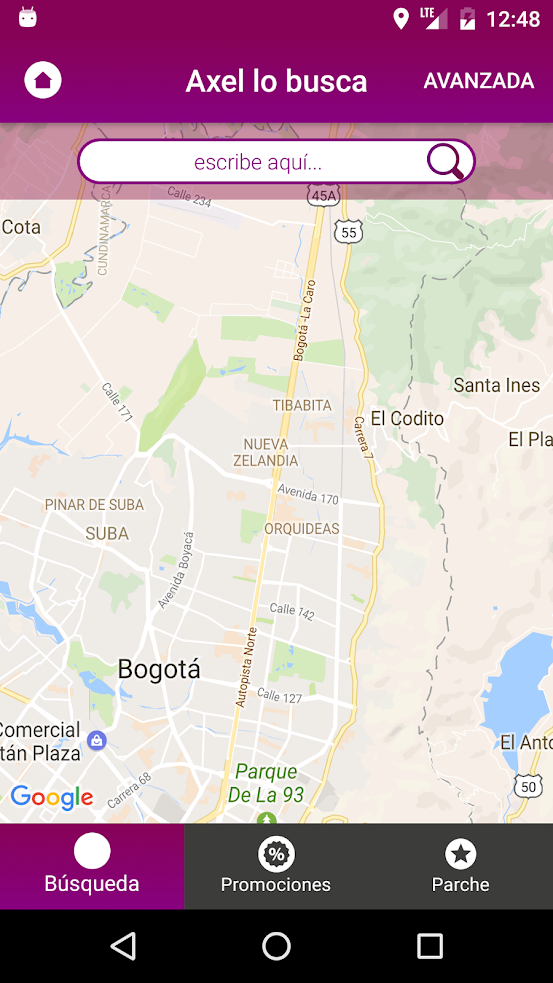 LTE 12:48
Axel lo busca AVANZADA
escribe aquí...
Calle 234
45A
Cota
CUNDINAMARCA
55
Bogotá -La Caro
Calle 171
Santa Ines
TIBABITA
El Codito
Carrera 7
El Pla
NUEVA
ZELANDIA
Avenida 170
PINAR DE SUBA
SUBA
ORQUIDEAS
Avenida Boyacá
Calle 142
Autopista Norte
Bogotá
Calle 127
Comercial
tán Plaza
El Anto
Parque
De La 93
50
Google
Carrera 68
%
Búsqueda Promociones Parche